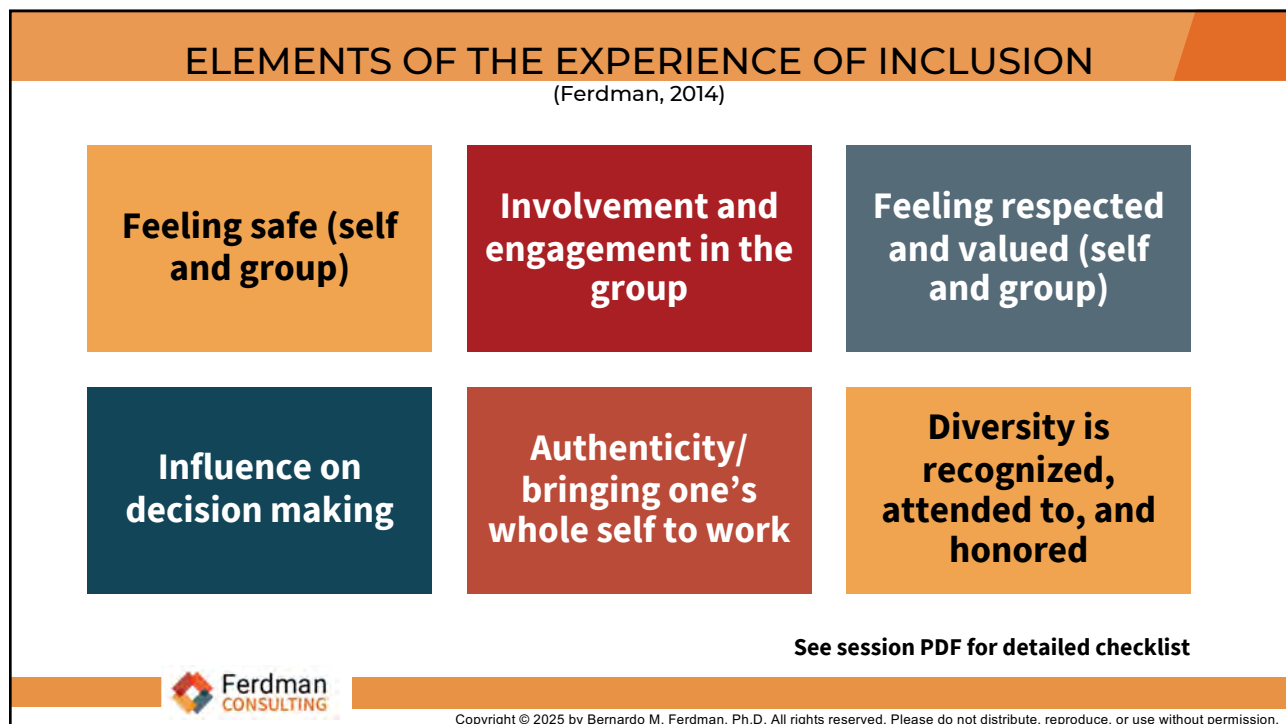 ELEMENTS OF THE EXPERIENCE OF INCLUSION
(Ferdman, 2014)
Feeling safe (self
and group)
Involvement and
engagement in the
group
Feeling respected
and valued (self
and group)
Influence on
decision making
Authenticity/
bringing one’s
whole self to work
Diversity is
recognized,
attended to, and
honored
See session PDF for detailed checklist
Ferdman
CONSULTING
Copyright © 2025 by Bernardo M. Ferdman, Ph.D. All rights reserved. Please do not distribute, reproduce, or use without permission.